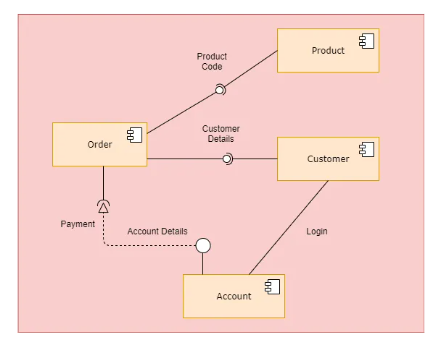 Product
Code
Product
Customer
Details
Order
Customer
Payment
Account Details
Login
Account